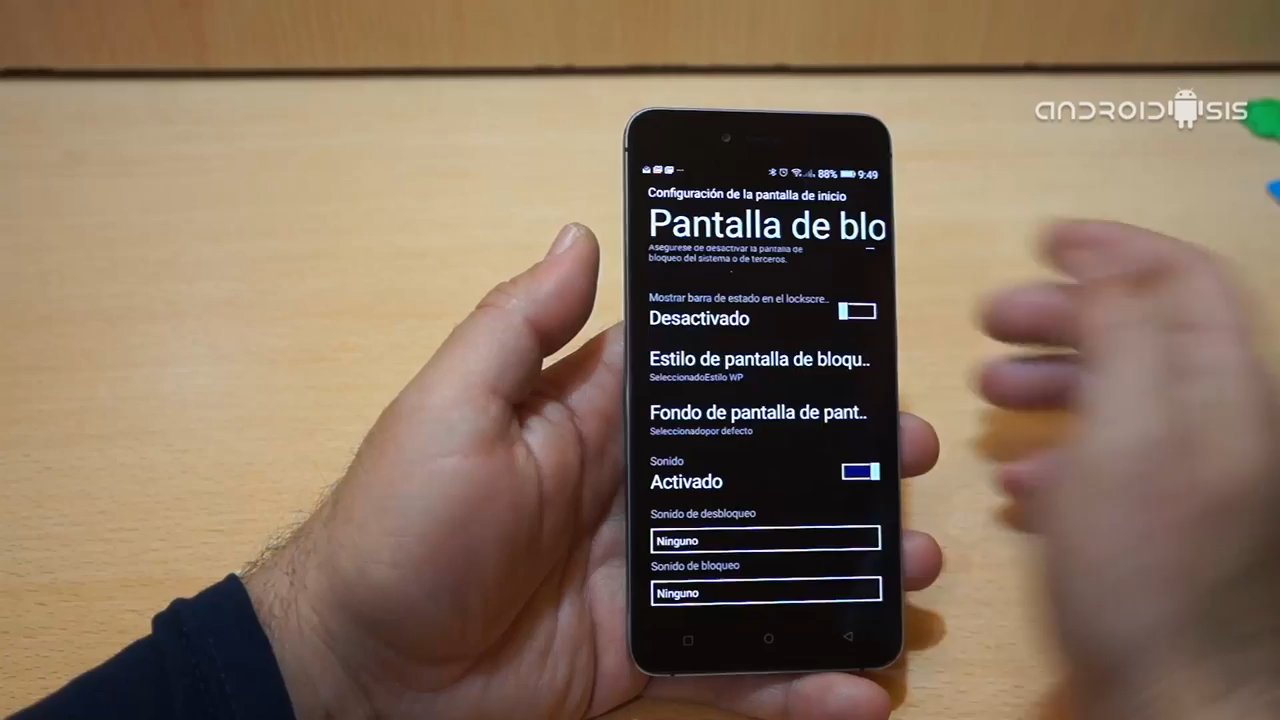 ANDROIDSIS
88% 9:49
Configuración de la pantalla de inicio
Pantalla de blo
Asegúrese de desactivar la pantalla de
bloqueo del sistema o de terceros.
Mostrar barra de estado en el lockscre..
Desactivado
Estilo de pantalla de bloqu..
SeleccionadoEstilo WP
Fondo de pantalla de pant..
Seleccionadopor defecto
Sonido
Activado
Sonido de desbloqueo
Ninguno
Sonido de bloqueo
Ninguno